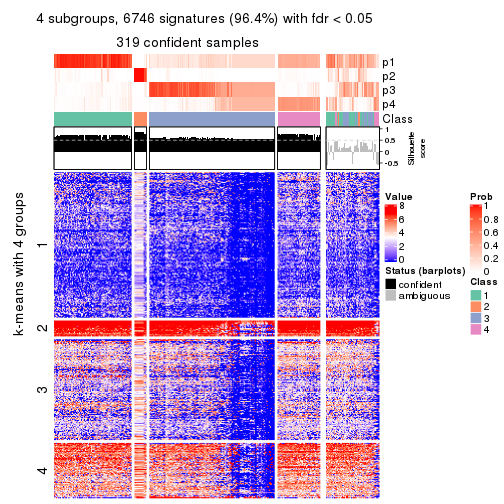 4 subgroups, 6746 signatures (96.4%) with fdr < 0.05
319 confident samples
p1
p2
p3
p4
Class
1
0.5
0
-0.5
Silhouette
score
k-means with 4 groups
1
2
3
4
Value
8
6
4
2
0
Status (barplots)
confident
ambiguous
Prob
1
0.8
0.6
0.4
0.2
0
Class
1
2
3
4